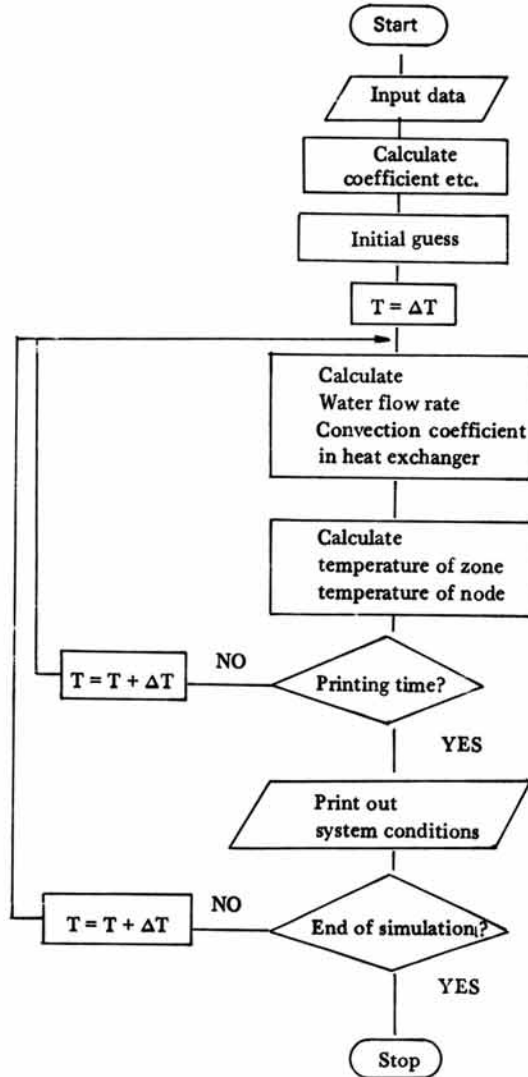 Start
Input data
Calculate
coefficient etc.
Initial guess
T = ΔT
Calculate
Water flow rate
Convection coefficient
in heat exchanger
Calculate
temperature of zone
temperature of node
Printing time?
NO
T = T + ΔT
YES
Print out
system conditions
End of simulation?
NO
T = T + ΔT
YES
Stop